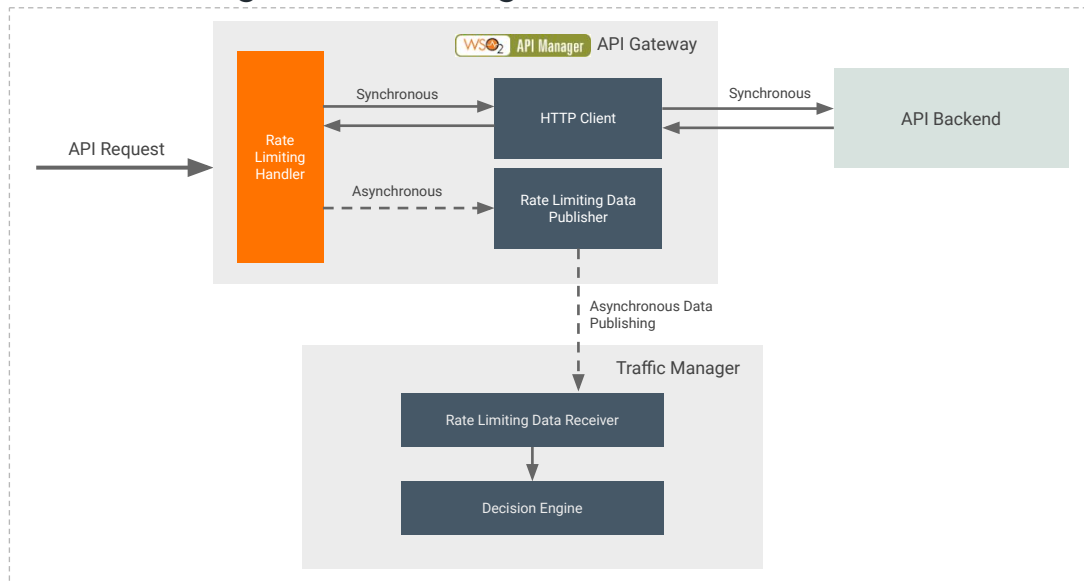 WSO2 API Manager API Gateway
Synchronous
Synchronous
HTTP Client
API Backend
API Request
Rate
Limiting
Handler
Asynchronous
Rate Limiting Data
Publisher
Asynchronous Data
Publishing
Traffic Manager
Rate Limiting Data Receiver
Decision Engine